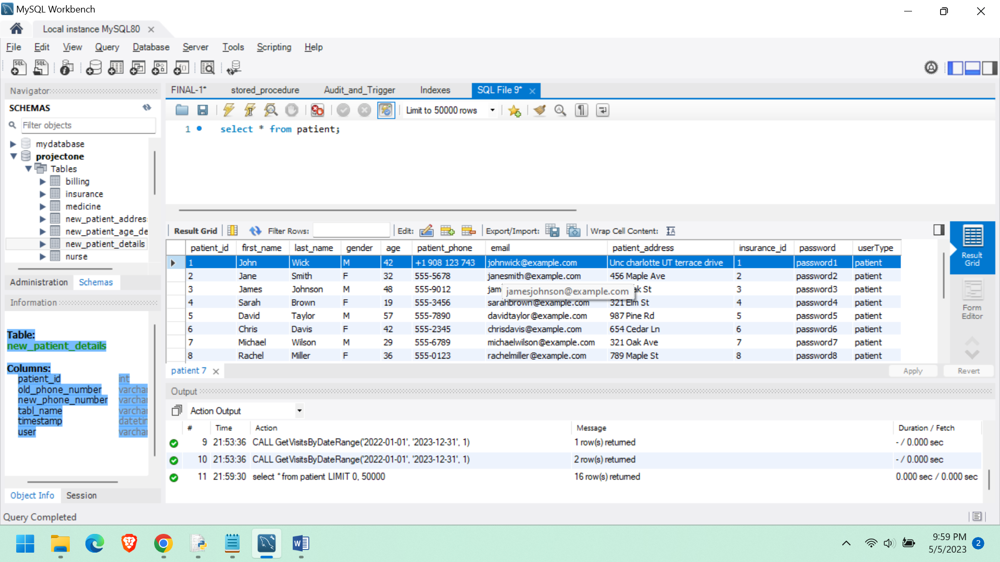 MySQL Workbench
Local instance MySQL80
File Edit View Query Database Server Tools Scripting Help
Navigator
SCHEMAS
Filter objects
mydatabase
projectone
Tables
billing
insurance
medicine
new_patient_addres
new_patient_age_de
new_patient_details
nurse
Administration Schemas
Information
Table:
new_patient_details
Columns:
patient_id int
old_phone_number varchar
new_phone_number varchar
tabl_name varchar
timestamp datetin
user varchar
Object Info Session
FINAL-1* stored_procedure Audit_and_Trigger Indexes SQL File 9*
Limit to 50000 rows
1 select * from patient;
Result Grid Filter Rows: Edit: Export/Import: Wrap Cell Content: IA
patient_id first_name last_name gender age patient_phone email patient_address insurance_id password userType
1 John Wick M 42 +1 908 123 743 johnwick@example.com Unc charlotte UT terrace drive 1 password1 patient
2 Jane Smith F 32 555-5678 janesmith@example.com 456 Maple Ave 2 password2 patient
3 James Johnson M 48 555-9012 jam jamesjohnson@example.com ak St 3 password3 patient
4 Sarah Brown F 19 555-3456 sarahbrown@example.com 321 Elm St 4 password4 patient
5 David Taylor M 57 555-7890 davidtaylor@example.com 987 Pine Rd 5 password5 patient
6 Chris Davis F 42 555-2345 chrisdavis@example.com 654 Cedar Ln 6 password6 patient
7 Michael Wilson M 29 555-6789 michaelwilson@example.com 321 Oak Ave 7 password7 patient
8 Rachel Miller F 36 555-0123 rachelmiller@example.com 789 Maple St 8 password8 patient
Result
Grid
Form
Editor
patient 7 Apply Revert
Output
Action Output
# Time Action Message Duration / Fetch
9 21:53:36 CALL GetVisitsByDateRange('2022-01-01', '2023-12-31', 1) 1 row(s) returned - / 0.000 sec
10 21:53:36 CALL GetVisitsByDateRange('2022-01-01', '2023-12-31', 1) 2 row(s) returned - / 0.000 sec
11 21:59:30 select * from patient LIMIT 0, 50000 16 row(s) returned 0.000 sec / 0.000 sec
Query Completed
9:59 PM
5/5/2023
2